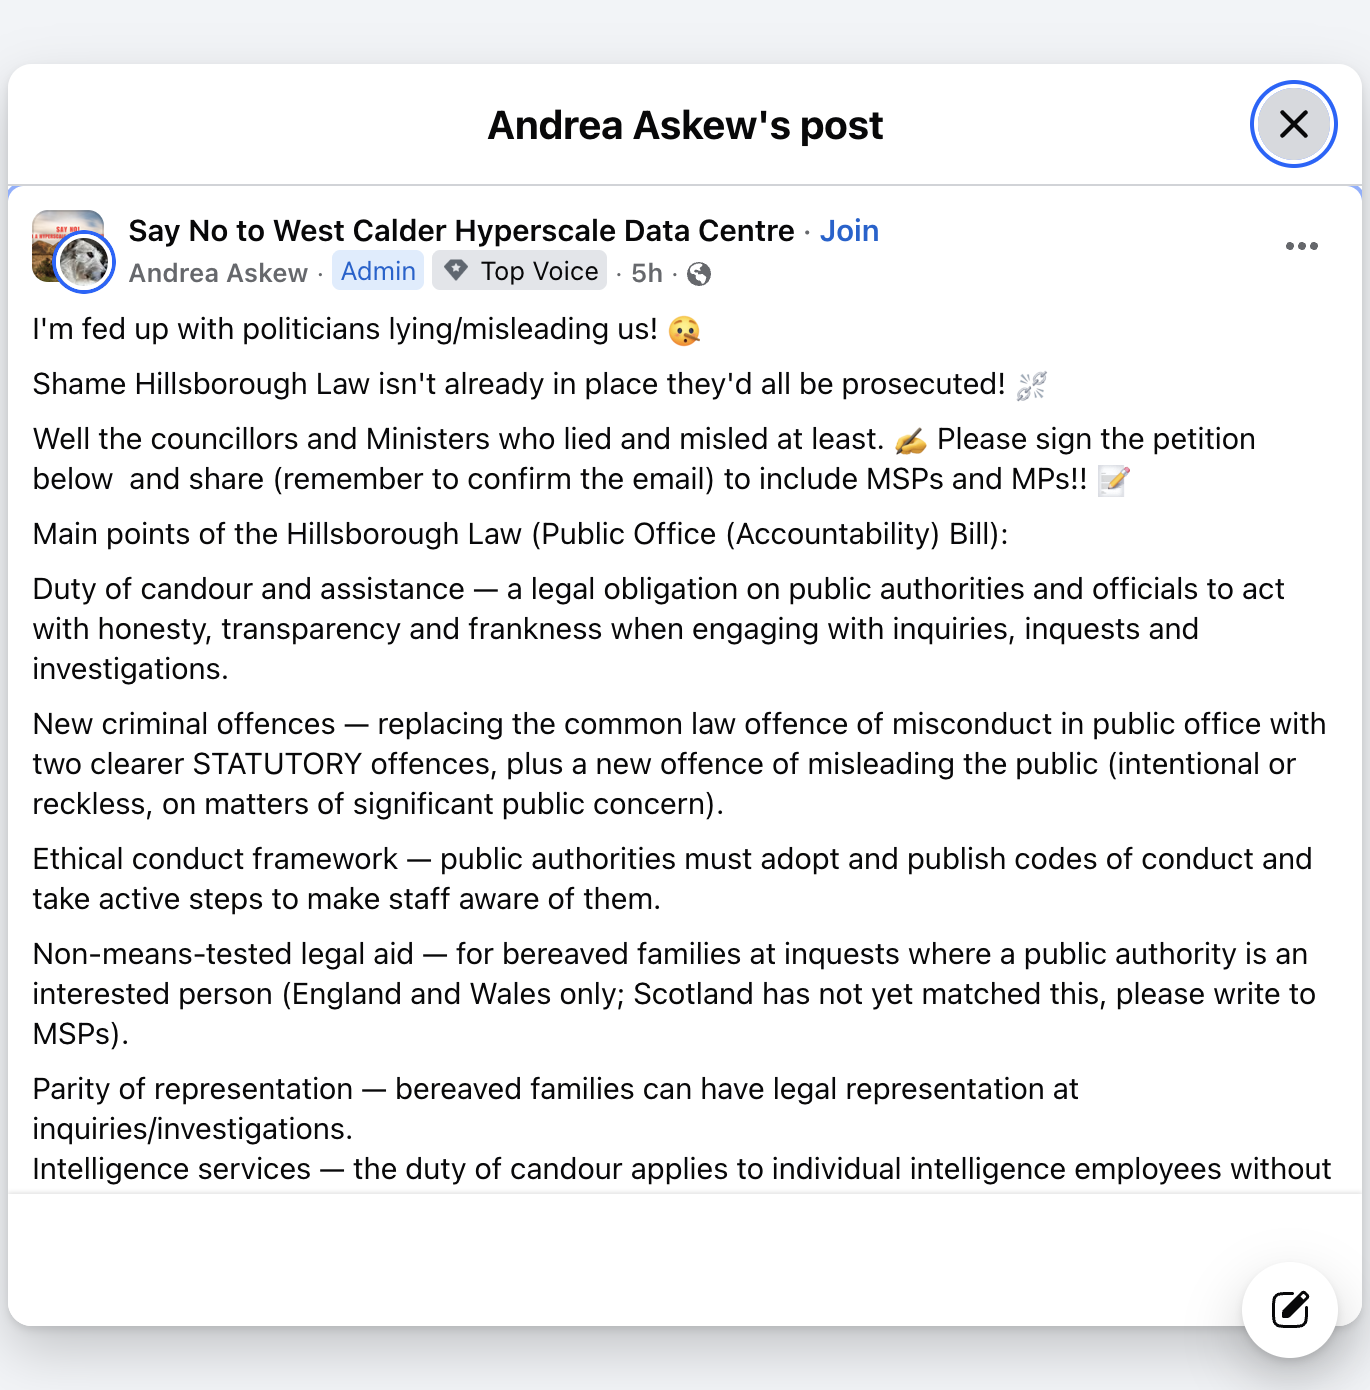 Andrea Askew's post
Say No to West Calder Hyperscale Data Centre · Join
Andrea Askew · Admin Top Voice · 5h ·
I'm fed up with politicians lying/misleading us! 🫢
Shame Hillsborough Law isn't already in place they'd all be prosecuted! ⛓️‍💥
Well the councillors and Ministers who lied and misled at least. ✍️ Please sign the petition
below  and share (remember to confirm the email) to include MSPs and MPs!! 📝
Main points of the Hillsborough Law (Public Office (Accountability) Bill):
Duty of candour and assistance — a legal obligation on public authorities and officials to act
with honesty, transparency and frankness when engaging with inquiries, inquests and
investigations.
New criminal offences — replacing the common law offence of misconduct in public office with
two clearer STATUTORY offences, plus a new offence of misleading the public (intentional or
reckless, on matters of significant public concern).
Ethical conduct framework — public authorities must adopt and publish codes of conduct and
take active steps to make staff aware of them.
Non-means-tested legal aid — for bereaved families at inquests where a public authority is an
interested person (England and Wales only; Scotland has not yet matched this, please write to
MSPs).
Parity of representation — bereaved families can have legal representation at
inquiries/investigations.
Intelligence services — the duty of candour applies to individual intelligence employees without